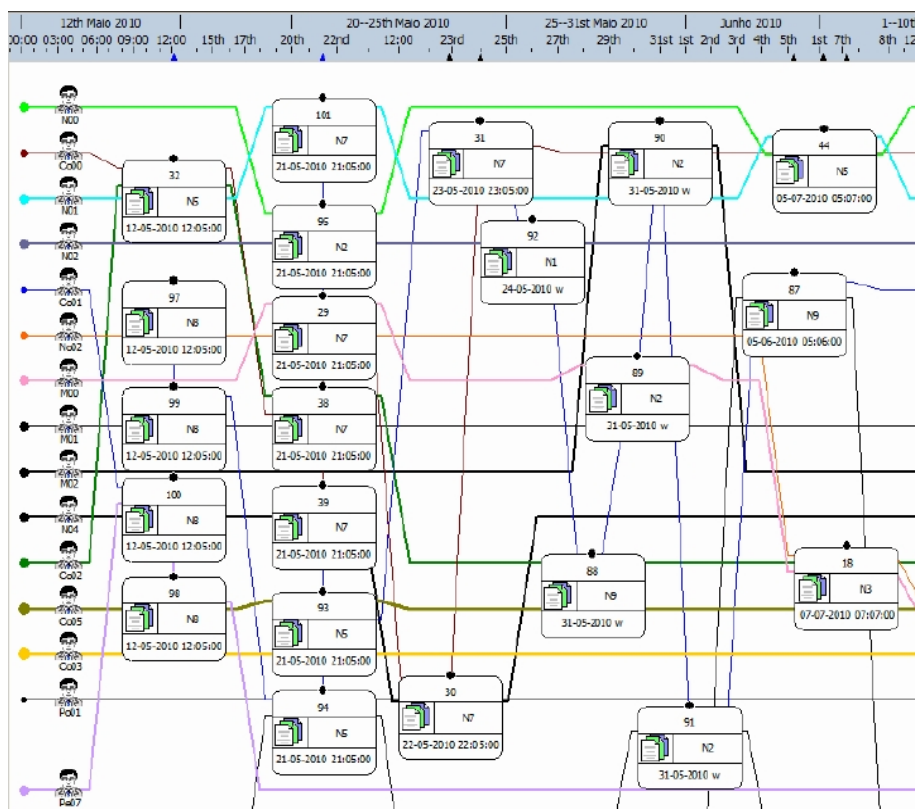 12th Maio 2010 20--25th Maio 2010 25--31st Maio 2010 Junho 2010 1--10th
00:00 03:00 06:00 09:00 12:00 15th 17th 20th 22nd 12:00 23rd 25th 27th 29th 31st 1st 2nd 3rd 4th 5th 1st 7th 8th
N00
Co00
N01
N02
Co01
No02
M00
M01
M02
N04
Co02
Co05
Co03
Po01
Pe07
32
N5
12-05-2010 12:05:00
97
N8
12-05-2010 12:05:00
99
N8
12-05-2010 12:05:00
100
N8
12-05-2010 12:05:00
98
N8
12-05-2010 12:05:00
101
N7
21-05-2010 21:05:00
95
N2
21-05-2010 21:05:00
29
N7
21-05-2010 21:05:00
38
N7
21-05-2010 21:05:00
39
N7
21-05-2010 21:05:00
93
N5
21-05-2010 21:05:00
94
N5
21-05-2010 21:05:00
31
N7
23-05-2010 23:05:00
92
N1
24-05-2010 w
30
N7
22-05-2010 22:05:00
90
N2
31-05-2010 w
89
N2
31-05-2010 w
88
N9
31-05-2010 w
91
N2
31-05-2010 w
44
N5
05-07-2010 05:07:00
87
N9
05-06-2010 05:06:00
18
N3
07-07-2010 07:07:00